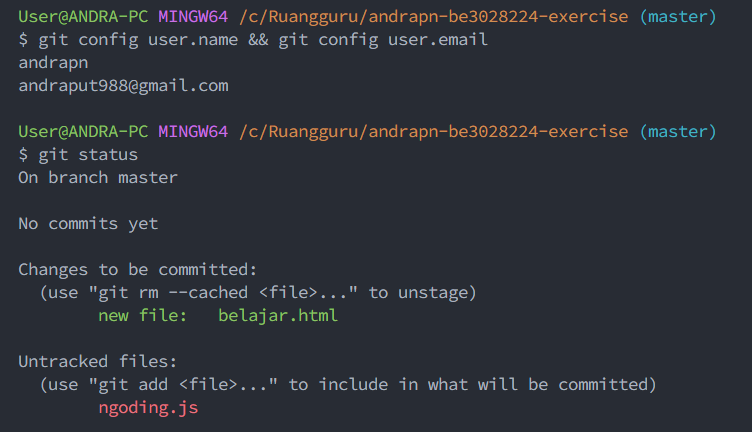 User@ANDRA-PC MINGW64 /c/Ruangguru/andrapn-be3028224-exercise (master)
$ git config user.name && git config user.email
andrapn
andraput988@gmail.com
User@ANDRA-PC MINGW64 /c/Ruangguru/andrapn-be3028224-exercise (master)
$ git status
On branch master
No commits yet
Changes to be committed:
(use "git rm --cached <file>..." to unstage)
new file: belajar.html
Untracked files:
(use "git add <file>..." to include in what will be committed)
ngoding.js